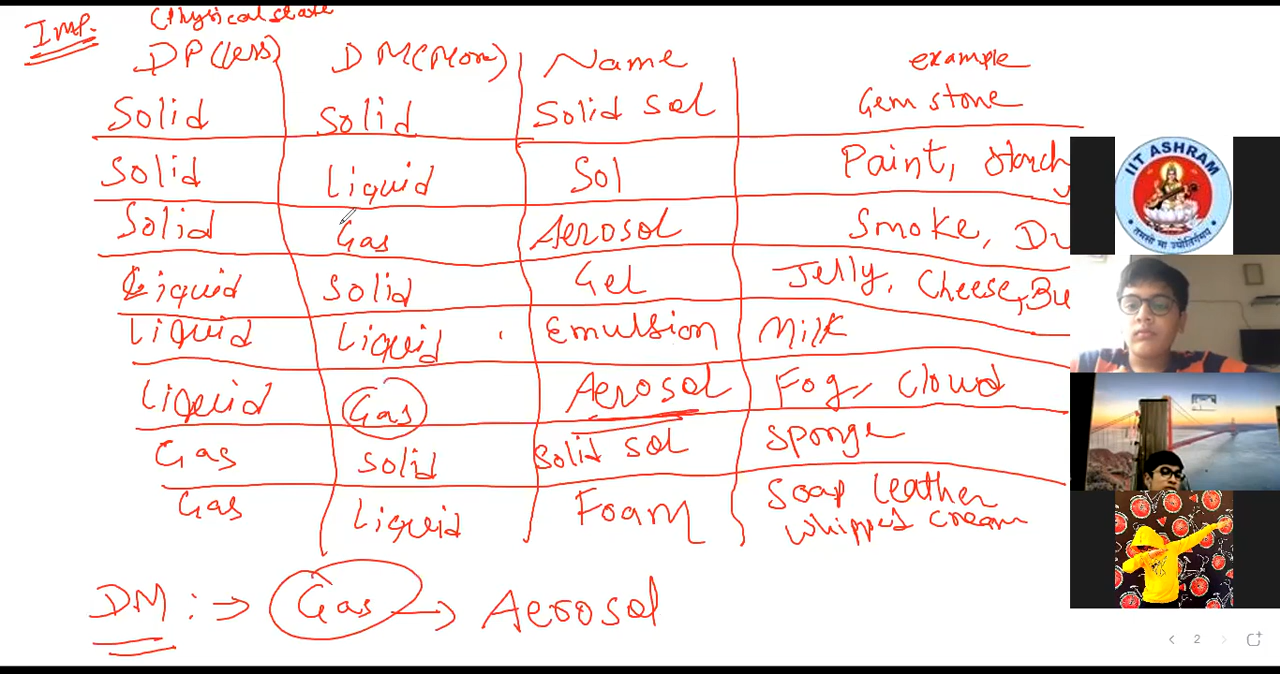 Imp. (Physical state
DP (less) DM (More) Name example
Solid Solid Solid sol Gem stone
Solid Liquid Sol Paint, Starch
Solid Gas Aerosol Smoke,
Liquid Solid Gel Jelly, Cheese,
Liquid Liquid Emulsion Milk
Liquid Gas Aerosol Fog, Cloud
Gas Solid Solid sol Sponge
Gas Liquid Foam Soap leather
whipped cream
DM :⇒ Gas → Aerosol
IIT ASHRAM
तमसो मा ज्योतिर्गमय
2